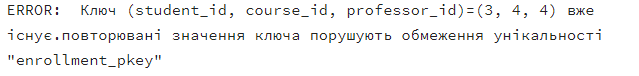 ERROR:  Ключ (student_id, course_id, professor_id)=(3, 4, 4) вже
існує.повторювані значення ключа порушують обмеження унікальності
"enrollment_pkey"